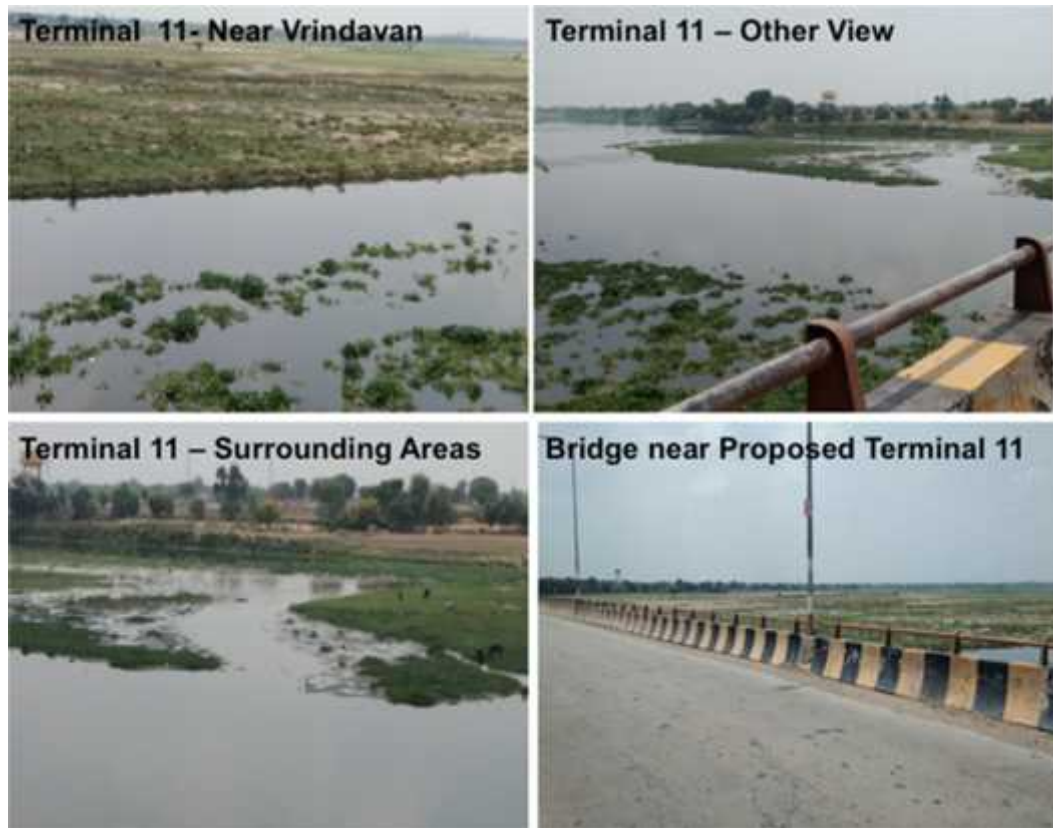 Terminal 11- Near Vrindavan
Terminal 11 – Other View
Terminal 11 – Surrounding Areas
Bridge near Proposed Terminal 11